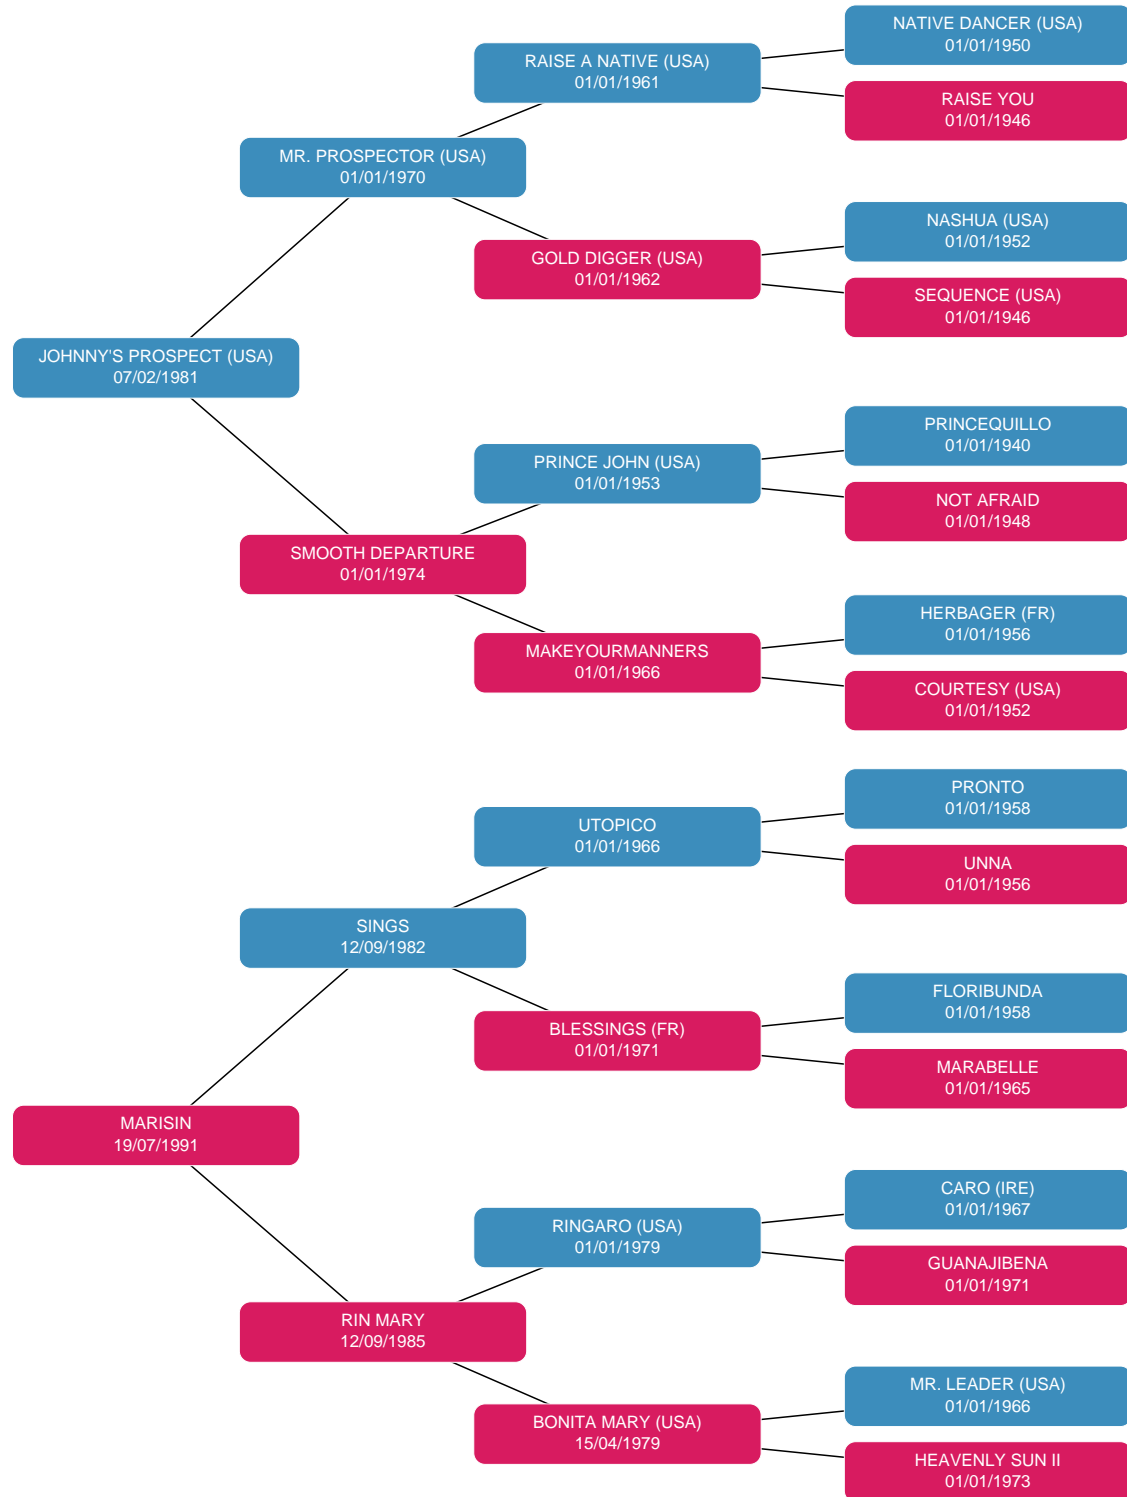 NATIVE DANCER (USA)
01/01/1950
RAISE A NATIVE (USA)
01/01/1961
RAISE YOU
01/01/1946
MR. PROSPECTOR (USA)
01/01/1970
NASHUA (USA)
01/01/1952
GOLD DIGGER (USA)
01/01/1962
SEQUENCE (USA)
01/01/1946
JOHNNY'S PROSPECT (USA)
07/02/1981
PRINCEQUILLO
01/01/1940
PRINCE JOHN (USA)
01/01/1953
NOT AFRAID
01/01/1948
SMOOTH DEPARTURE
01/01/1974
HERBAGER (FR)
01/01/1956
MAKEYOURMANNERS
01/01/1966
COURTESY (USA)
01/01/1952
PRONTO
01/01/1958
UTOPICO
01/01/1966
UNNA
01/01/1956
SINGS
12/09/1982
FLORIBUNDA
01/01/1958
BLESSINGS (FR)
01/01/1971
MARABELLE
01/01/1965
MARISIN
19/07/1991
CARO (IRE)
01/01/1967
RINGARO (USA)
01/01/1979
GUANAJIBENA
01/01/1971
RIN MARY
12/09/1985
MR. LEADER (USA)
01/01/1966
BONITA MARY (USA)
15/04/1979
HEAVENLY SUN II
01/01/1973